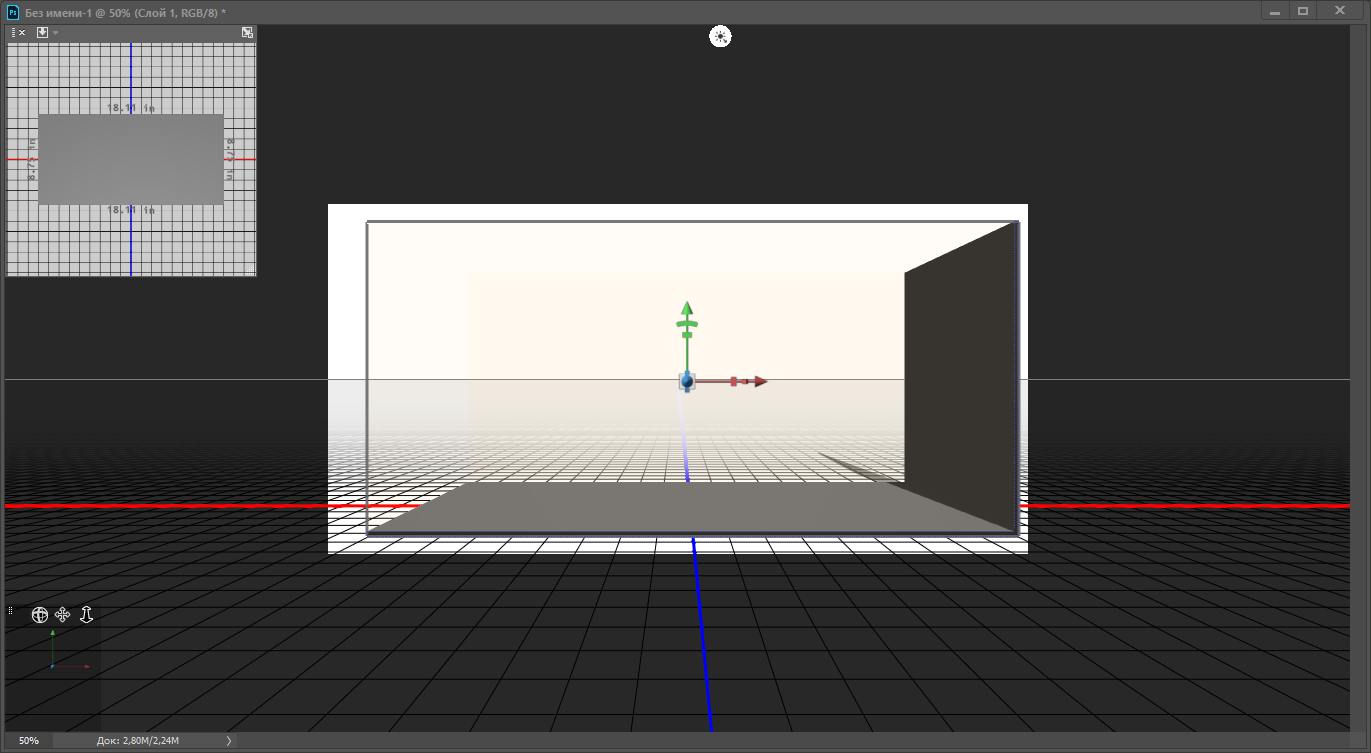 Ps Без имени-1 @ 50% (Слой 1, RGB/8) *
18.11 in
8.75 in
8.75 in
18.11 in
50% Док: 2,80M/2,24M